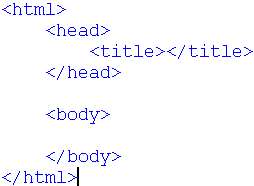 <html>
<head>
<title></title>
</head>
<body>
</body>
</html>